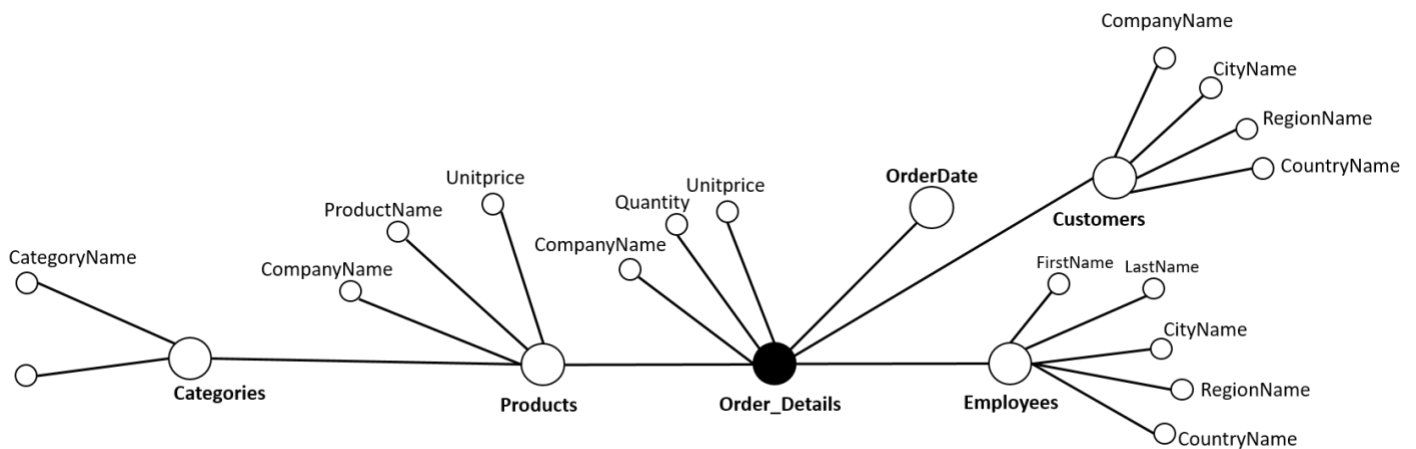 CompanyName
CityName
RegionName
CountryName
Customers
OrderDate
Unitprice
Quantity
CompanyName
Unitprice
ProductName
CompanyName
CategoryName
FirstName
LastName
CityName
RegionName
CountryName
Categories
Products
Order_Details
Employees